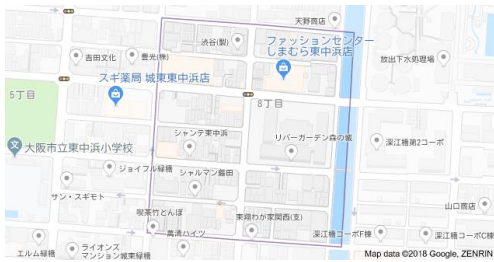 天野商店
渋谷(製)
ファッションセンター
しまむら東中浜店
吉田文化
豊光(株)
放出下水処理場
スギ薬局 城東東中浜店
5丁目
8丁目
シャンテ東中浜
リバーガーデン森の城
深江橋第2コーポ
大阪市立東中浜小学校
ジョイフル緑橋
シャルマン藤田
サン・スギモト
喫茶竹とんぼ
東翔わが家関西(支)
山口商店
萬清ハイツ
深江橋コーポF棟
深江橋コーポC棟
エルム緑橋
ライオンズ
マンション城東緑橋
Map data ©2018 Google, ZENRIN